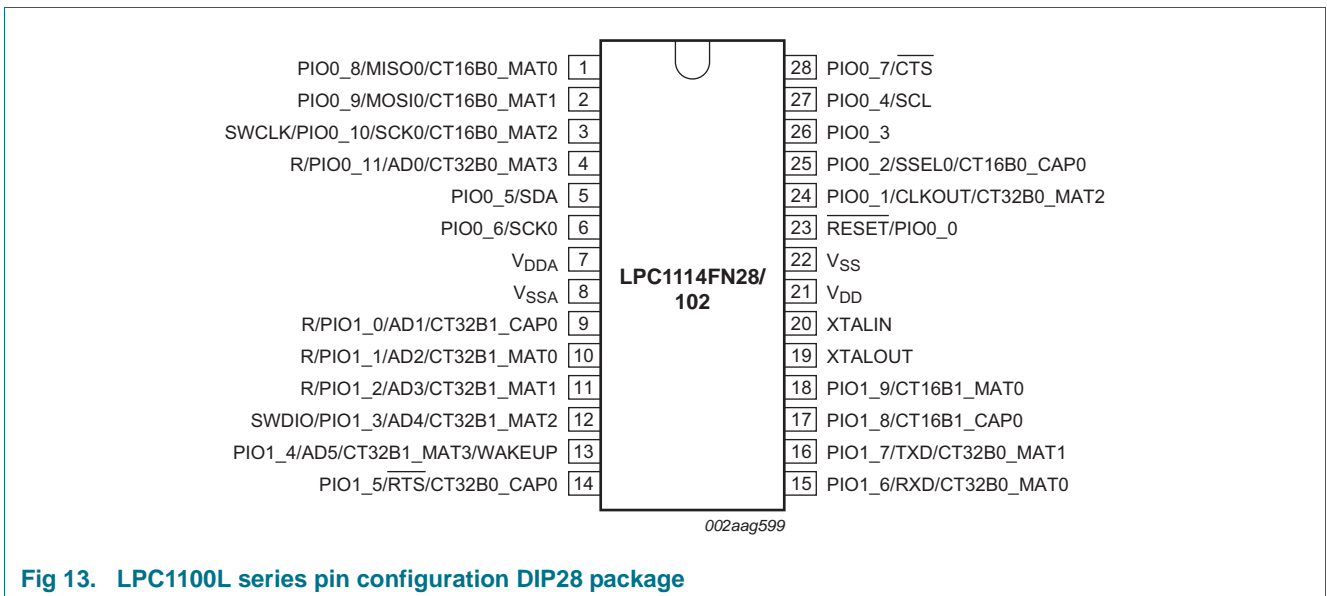 PIO0_8/MISO0/CT16B0_MAT0 1
PIO0_9/MOSI0/CT16B0_MAT1 2
SWCLK/PIO0_10/SCK0/CT16B0_MAT2 3
R/PIO0_11/AD0/CT32B0_MAT3 4
PIO0_5/SDA 5
PIO0_6/SCK0 6
VDDA 7
VSSA 8
R/PIO1_0/AD1/CT32B1_CAP0 9
R/PIO1_1/AD2/CT32B1_MAT0 10
R/PIO1_2/AD3/CT32B1_MAT1 11
SWDIO/PIO1_3/AD4/CT32B1_MAT2 12
PIO1_4/AD5/CT32B1_MAT3/WAKEUP 13
PIO1_5/RTS/CT32B0_CAP0 14
LPC1114FN28/
102
28 PIO0_7/CTS
27 PIO0_4/SCL
26 PIO0_3
25 PIO0_2/SSEL0/CT16B0_CAP0
24 PIO0_1/CLKOUT/CT32B0_MAT2
23 RESET/PIO0_0
22 VSS
21 VDD
20 XTALIN
19 XTALOUT
18 PIO1_9/CT16B1_MAT0
17 PIO1_8/CT16B1_CAP0
16 PIO1_7/TXD/CT32B0_MAT1
15 PIO1_6/RXD/CT32B0_MAT0
002aag599
Fig 13. LPC1100L series pin configuration DIP28 package